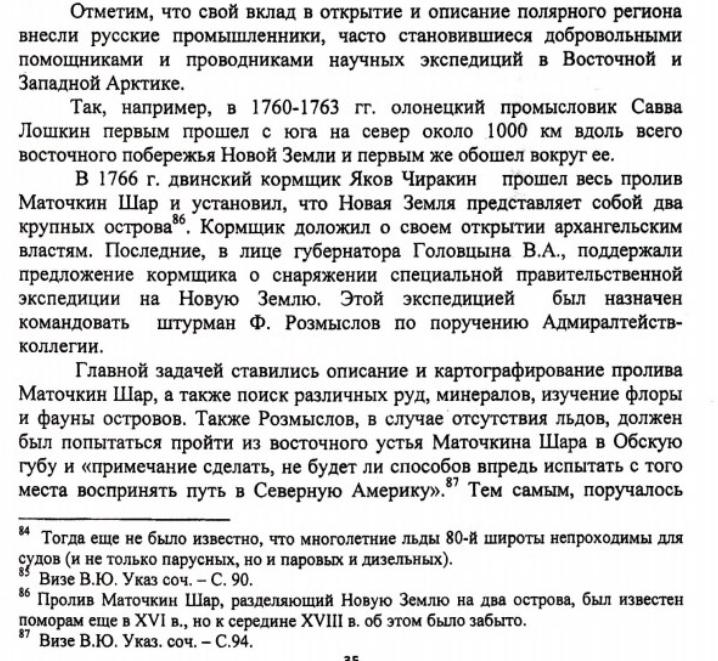 Отметим, что свой вклад в открытие и описание полярного региона
внесли русские промышленники, часто становившиеся добровольными
помощниками и проводниками научных экспедиций в Восточной и
Западной Арктике.
Так, например, в 1760-1763 гг. олонецкий промысловик Савва
Лошкин первым прошел с юга на север около 1000 км вдоль всего
восточного побережья Новой Земли и первым же обошел вокруг ее.
В 1766 г. двинский кормщик Яков Чиракин прошел весь пролив
Маточкин Шар и установил, что Новая Земля представляет собой два
крупных острова86. Кормщик доложил о своем открытии архангельским
властям. Последние, в лице губернатора Головцына В.А., поддержали
предложение кормщика о снаряжении специальной правительственной
экспедиции на Новую Землю. Этой экспедицией был назначен
командовать штурман Ф. Розмыслов по поручению Адмиралтейств-
коллегии.
Главной задачей ставились описание и картографирование пролива
Маточкин Шар, а также поиск различных руд, минералов, изучение флоры
и фауны островов. Также Розмыслов, в случае отсутствия льдов, должен
был попытаться пройти из восточного устья Маточкина Шара в Обскую
губу и «примечание сделать, не будет ли способов впредь испытать с того
места воспринять путь в Северную Америку».87 Тем самым, поручалось
84 Тогда еще не было известно, что многолетние льды 80-й широты непроходимы для
судов (и не только парусных, но и паровых и дизельных).
85 Визе В.Ю. Указ соч. – С. 90.
86 Пролив Маточкин Шар, разделяющий Новую Землю на два острова, был известен
поморам еще в XVI в., но к середине XVIII в. об этом было забыто.
87 Визе В.Ю. Указ. соч. – С.94.
35